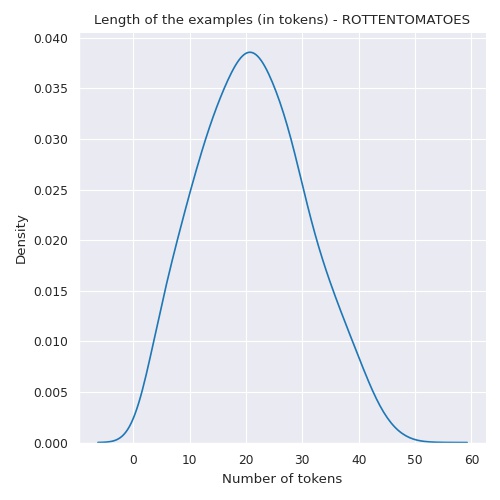 Length of the examples (in tokens) - ROTTENTOMATOES
0.040
0.035
0.030
0.025
0.020
0.015
0.010
0.005
0.000
Density
0 10 20 30 40 50 60
Number of tokens